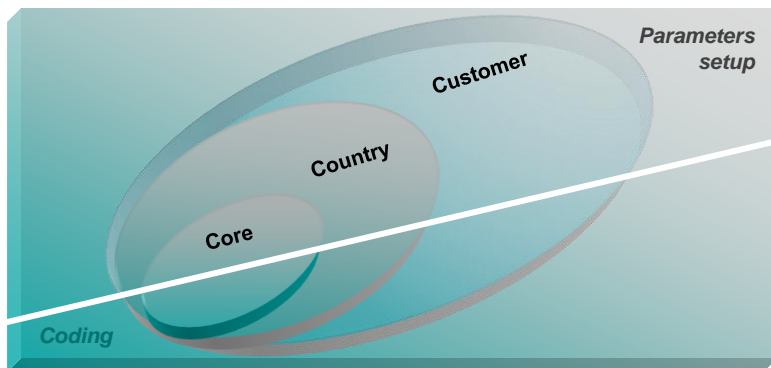 Parameters
setup
Customer
Country
Core
Coding